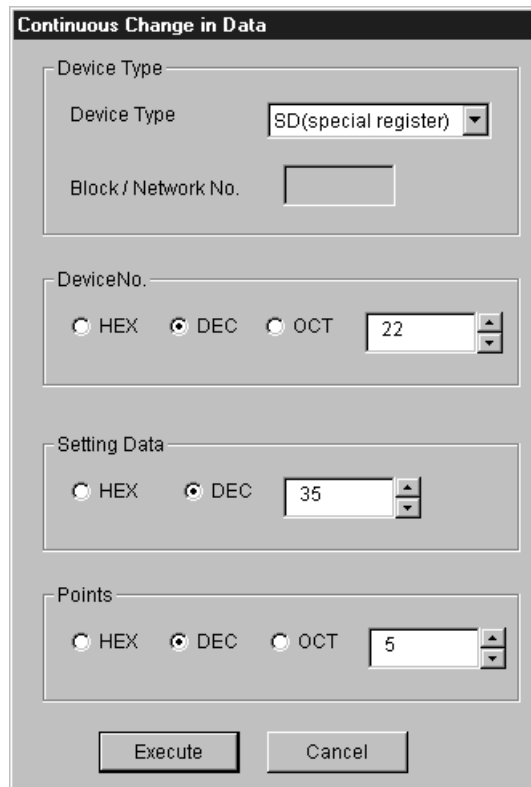 Continuous Change in Data
Device Type
Device Type SD(special register)
Block / Network No.
DeviceNo.
HEX DEC OCT 22
Setting Data
HEX DEC 35
Points
HEX DEC OCT 5
Execute Cancel